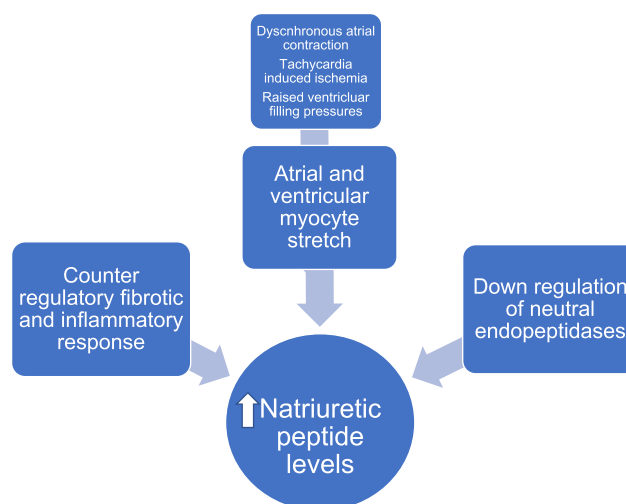 Dyscnhronous atrial
contraction
Tachycardia
induced ischemia
Raised ventricluar
filling pressures
Atrial and
ventricular
myocyte
stretch
Counter
regulatory fibrotic
and inflammatory
response
Down regulation
of neutral
endopeptidases
Natriuretic
peptide
levels